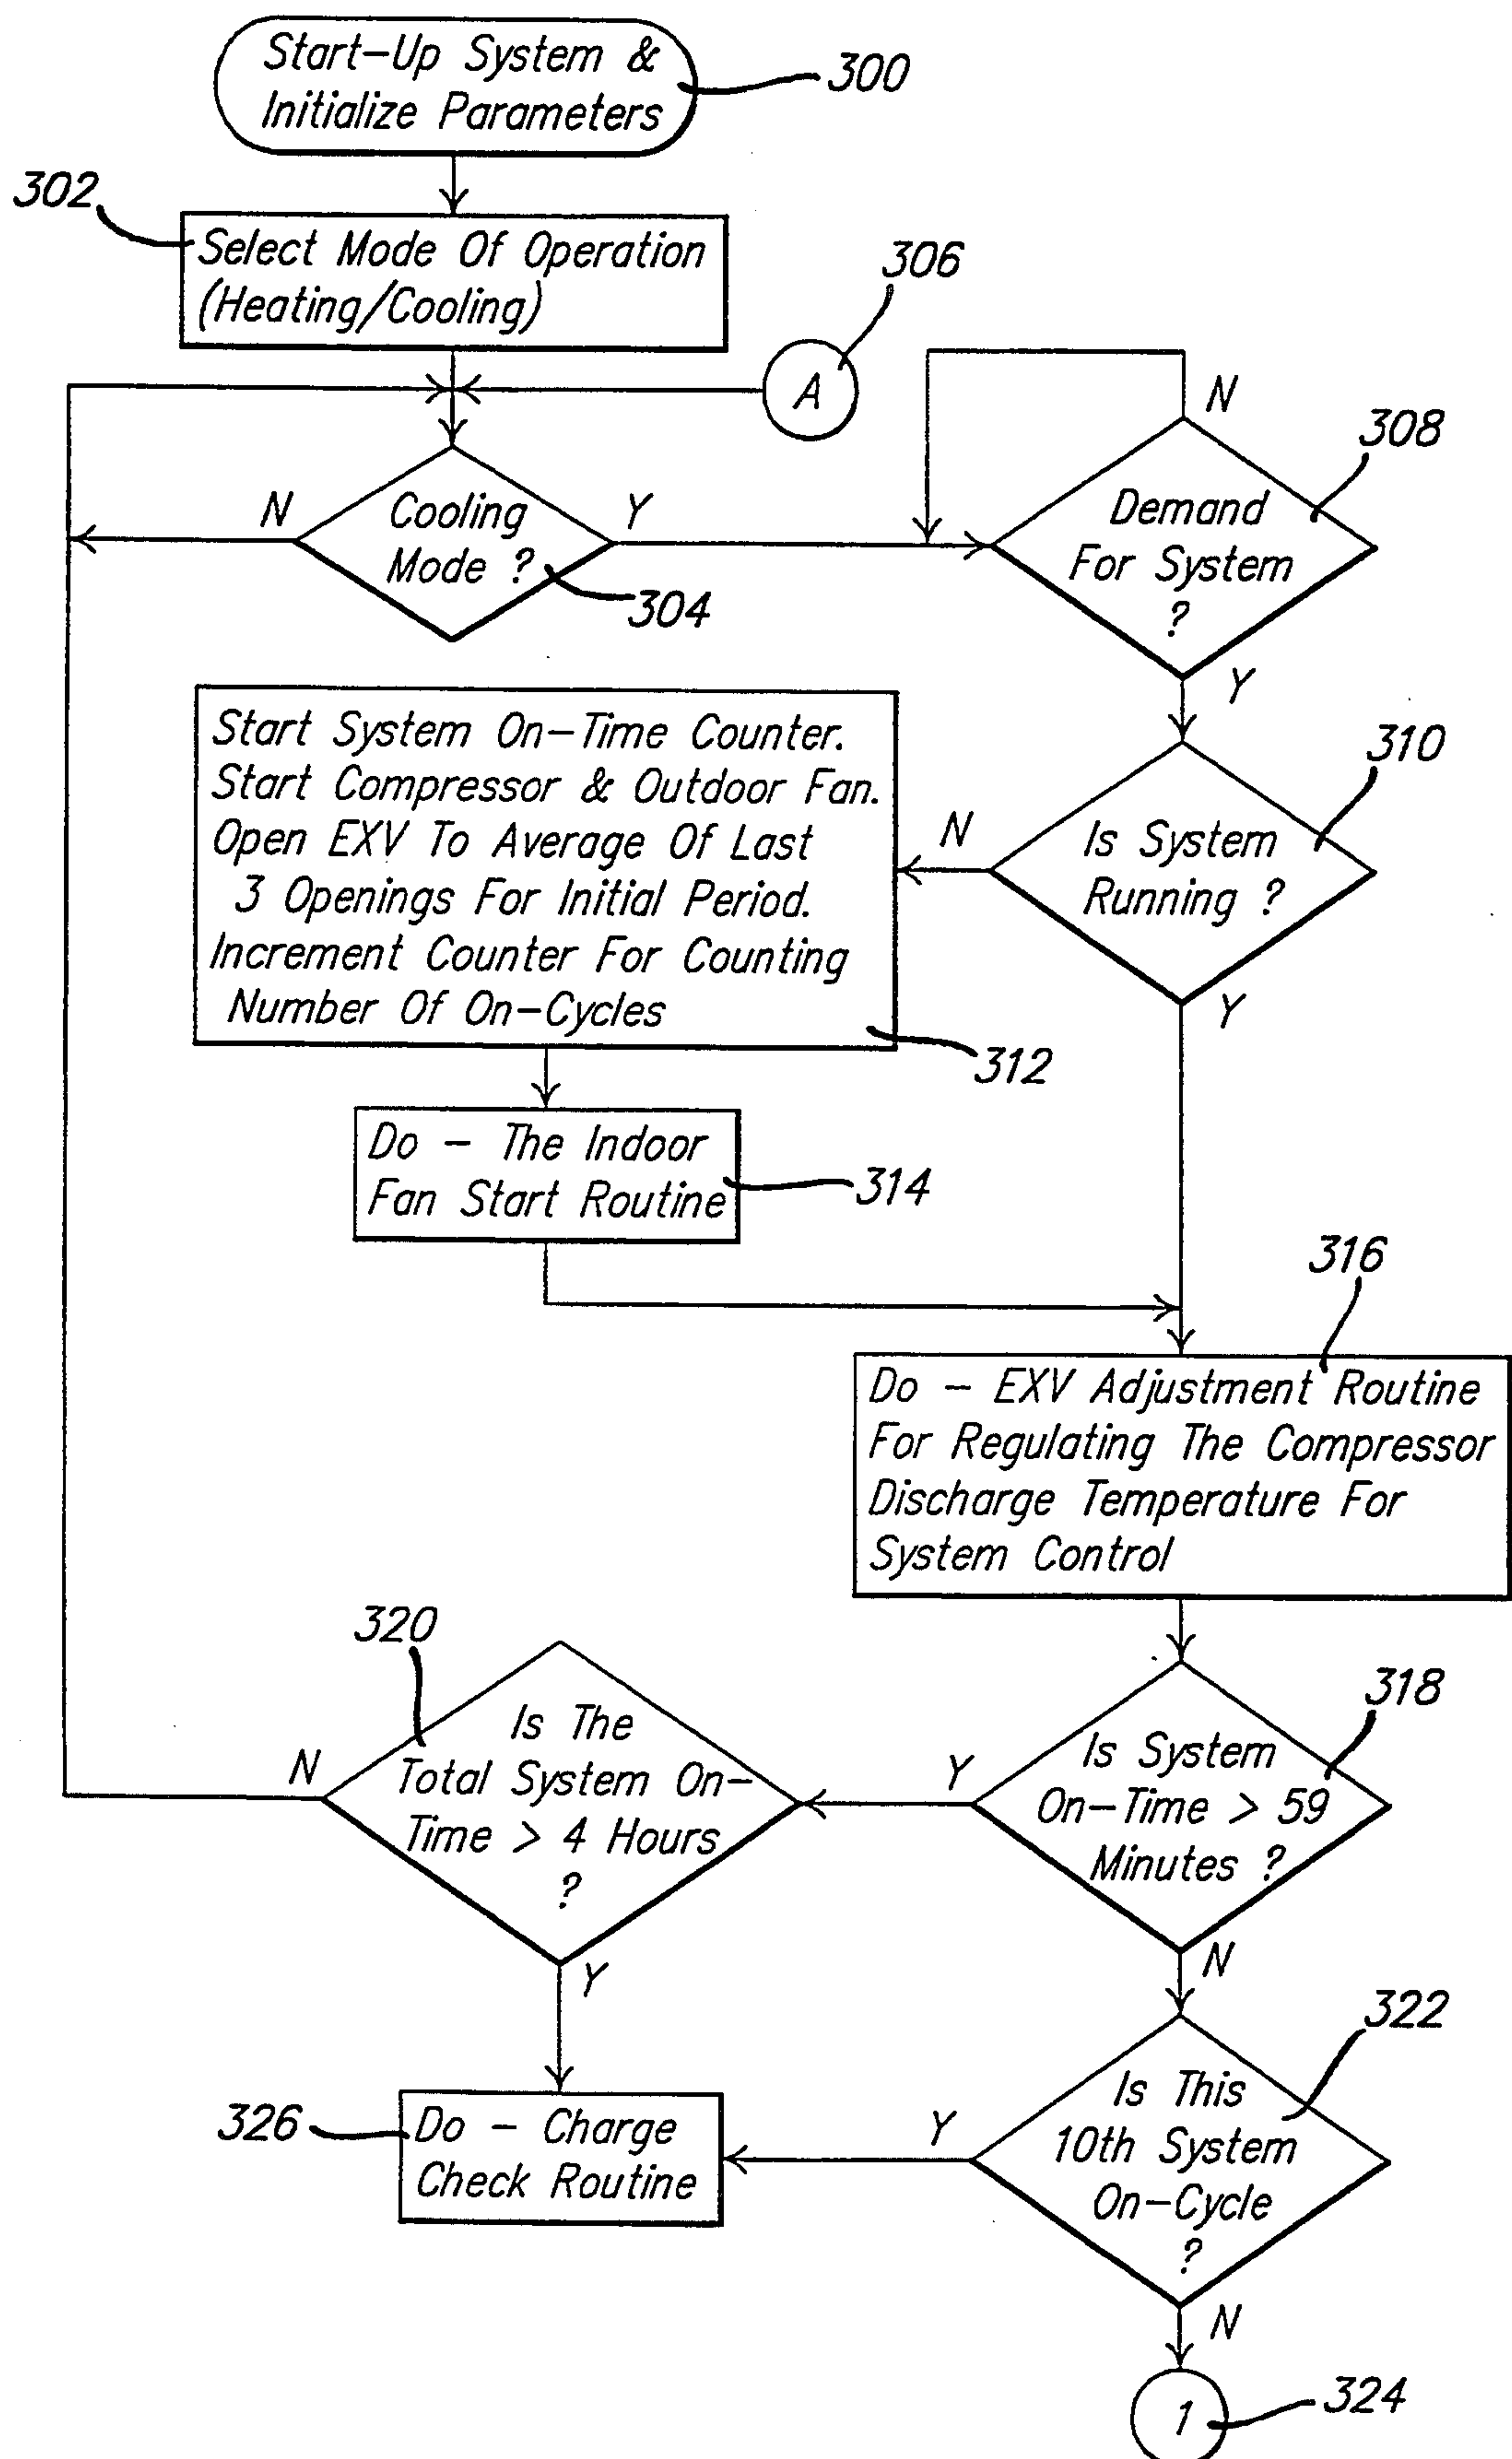 Start-Up System &
Initialize Parameters
300
302
Select Mode Of Operation
(Heating/Cooling)
306
A
N
Cooling
Mode ?
Y
304
N
308
Demand
For System
?
Y
Start System On-Time Counter.
Start Compressor & Outdoor Fan.
Open EXV To Average Of Last
3 Openings For Initial Period.
Increment Counter For Counting
Number Of On-Cycles
312
N
310
Is System
Running ?
Y
Do - The Indoor
Fan Start Routine
314
316
Do - EXV Adjustment Routine
For Regulating The Compressor
Discharge Temperature For
System Control
320
N
Is The
Total System On-
Time > 4 Hours
?
Y
Y
318
Is System
On-Time > 59
Minutes ?
N
322
326
Do - Charge
Check Routine
Y
Is This
10th System
On-Cycle
?
N
1
324